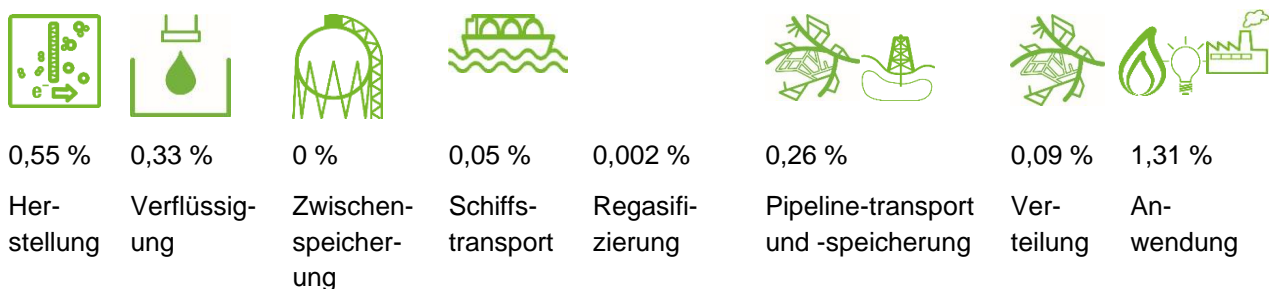 e⁻
0,55 % 0,33 % 0 % 0,05 % 0,002 % 0,26 % 0,09 % 1,31 %
Her- Verflüssig- Zwischen- Schiffs- Regasifi- Pipeline-transport Ver- An-
stellung ung speicher- transport zierung und -speicherung teilung wendung
ung